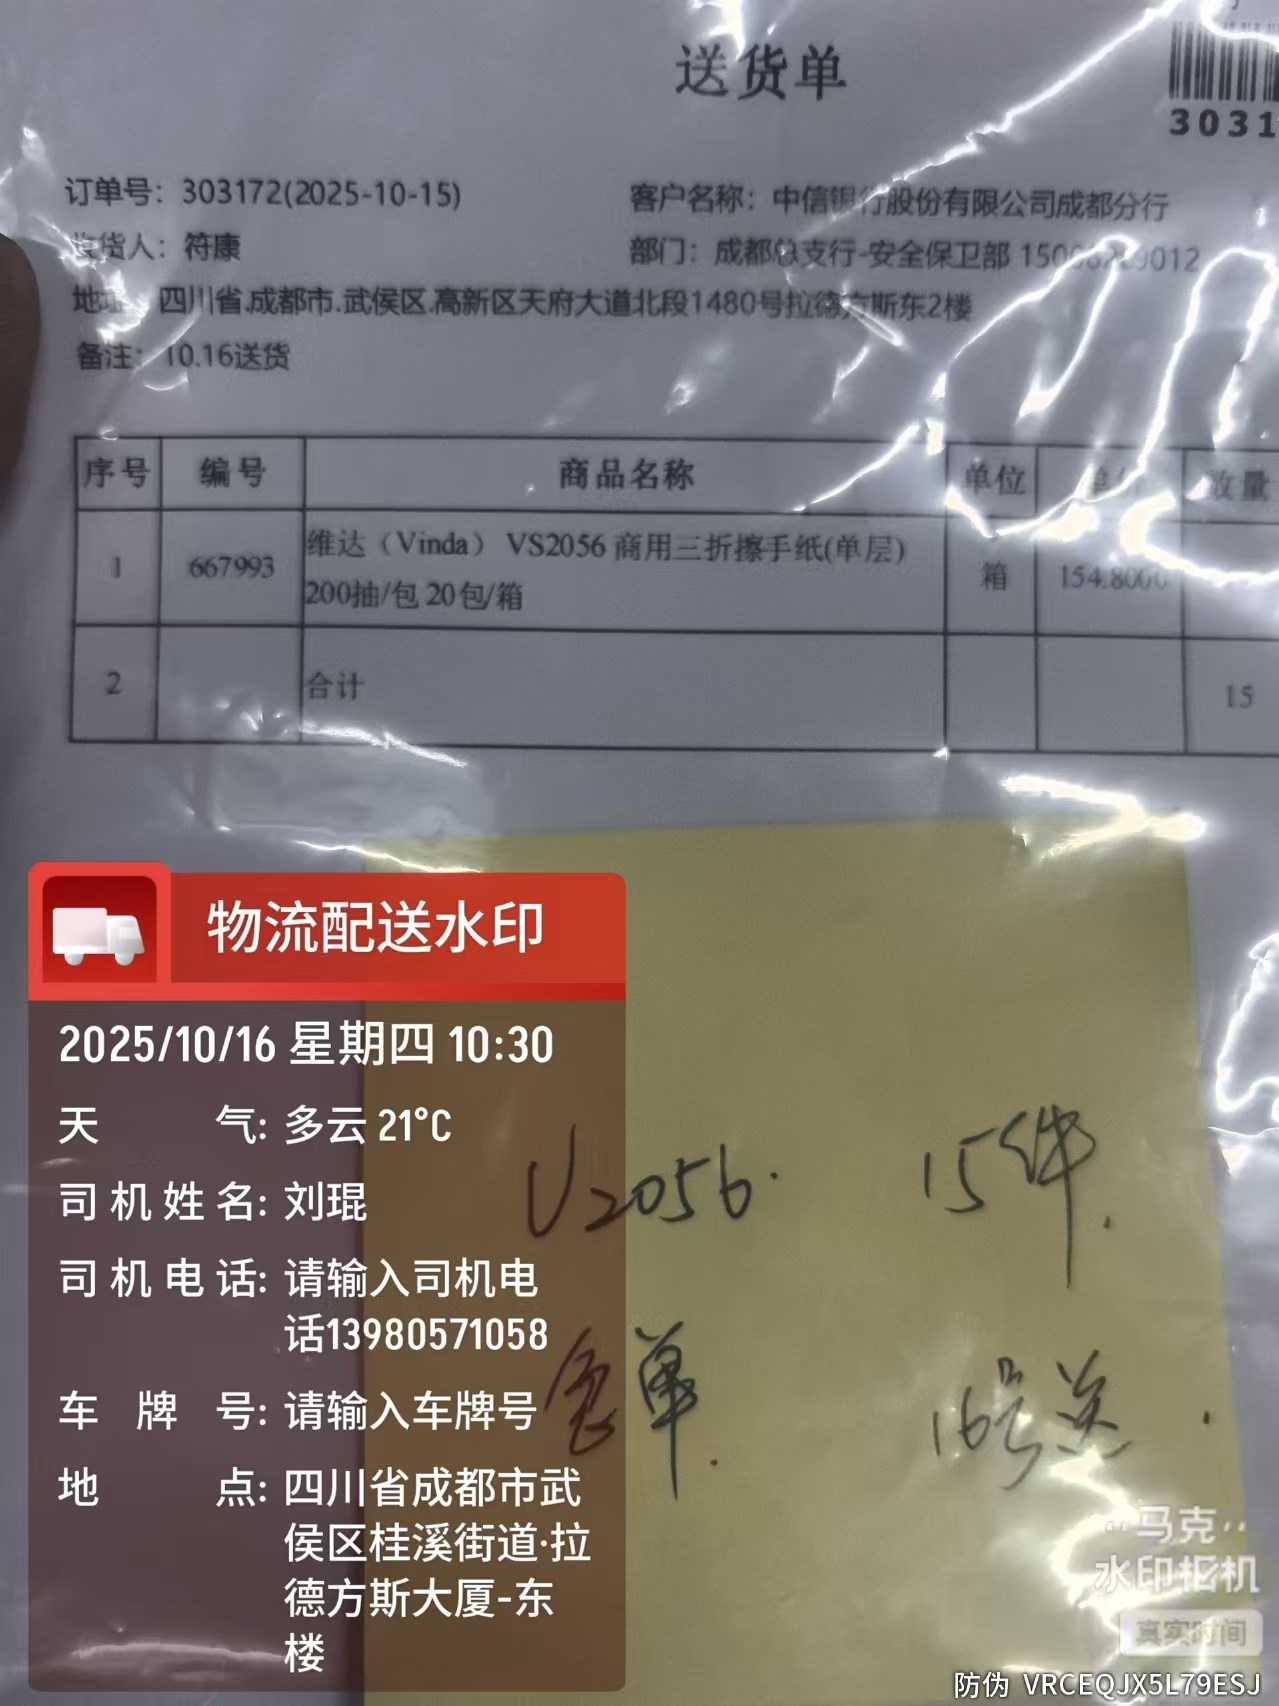 送货单
3031
订单号：303172(2025-10-15)
客户名称：中信银行股份有限公司成都分行
收货人：符康
部门：成都总支行-安全保卫部
地址：四川省.成都市.武侯区.高新区天府大道北段1480号拉德方斯东2楼
备注：10.16送货
序号 编号 商品名称 单位 单价 数量
1 667993 维达（Vinda） VS2056 商用三折擦手纸(单层) 箱 154.8000
200抽/包 20包/箱
2 合计 15
物流配送水印
2025/10/16 星期四 10:30
天气: 多云 21°C
司机姓名: 刘琨
司机电话: 请输入司机电
话13980571058
车牌号: 请输入车牌号
地点: 四川省成都市武
侯区桂溪街道·拉
德方斯大厦-东
楼
V2056. 15件.
急单. 16号送.
马克
水印相机
真实时间
防伪 VRCEQJX5L79ESJ